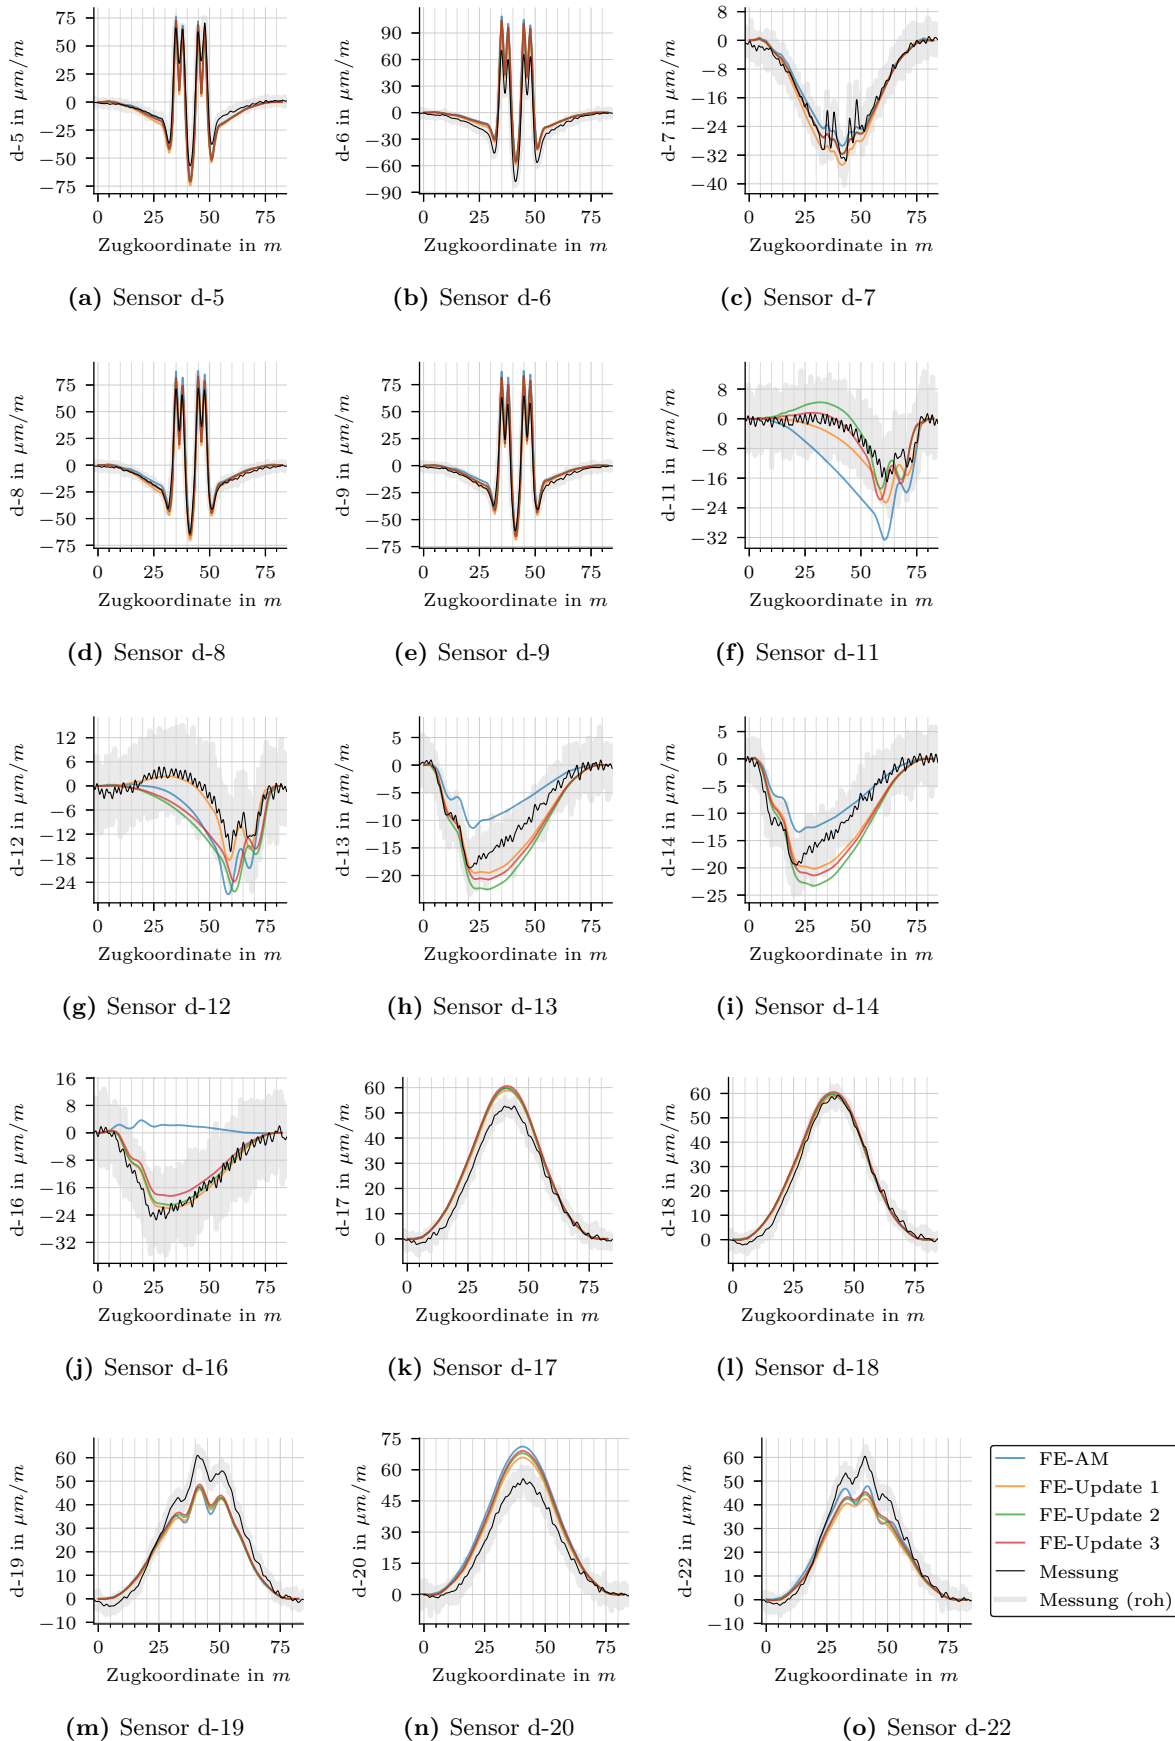 75
50
25
0
−25
−50
−75
d-5 in μm/m
0 25 50 75
Zugkoordinate in m
(a) Sensor d-5
90
60
30
0
−30
−60
−90
d-6 in μm/m
0 25 50 75
Zugkoordinate in m
(b) Sensor d-6
8
0
−8
−16
−24
−32
−40
d-7 in μm/m
0 25 50 75
Zugkoordinate in m
(c) Sensor d-7
75
50
25
0
−25
−50
−75
d-8 in μm/m
0 25 50 75
Zugkoordinate in m
(d) Sensor d-8
75
50
25
0
−25
−50
−75
d-9 in μm/m
0 25 50 75
Zugkoordinate in m
(e) Sensor d-9
8
0
−8
−16
−24
−32
d-11 in μm/m
0 25 50 75
Zugkoordinate in m
(f) Sensor d-11
12
6
0
−6
−12
−18
−24
d-12 in μm/m
0 25 50 75
Zugkoordinate in m
(g) Sensor d-12
5
0
−5
−10
−15
−20
d-13 in μm/m
0 25 50 75
Zugkoordinate in m
(h) Sensor d-13
5
0
−5
−10
−15
−20
−25
d-14 in μm/m
0 25 50 75
Zugkoordinate in m
(i) Sensor d-14
16
8
0
−8
−16
−24
−32
d-16 in μm/m
0 25 50 75
Zugkoordinate in m
(j) Sensor d-16
60
50
40
30
20
10
0
d-17 in μm/m
0 25 50 75
Zugkoordinate in m
(k) Sensor d-17
60
50
40
30
20
10
0
d-18 in μm/m
0 25 50 75
Zugkoordinate in m
(l) Sensor d-18
60
50
40
30
20
10
0
−10
d-19 in μm/m
0 25 50 75
Zugkoordinate in m
(m) Sensor d-19
75
60
45
30
15
0
d-20 in μm/m
0 25 50 75
Zugkoordinate in m
(n) Sensor d-20
60
50
40
30
20
10
0
−10
d-22 in μm/m
0 25 50 75
Zugkoordinate in m
(o) Sensor d-22
FE-AM
FE-Update 1
FE-Update 2
FE-Update 3
Messung
Messung (roh)